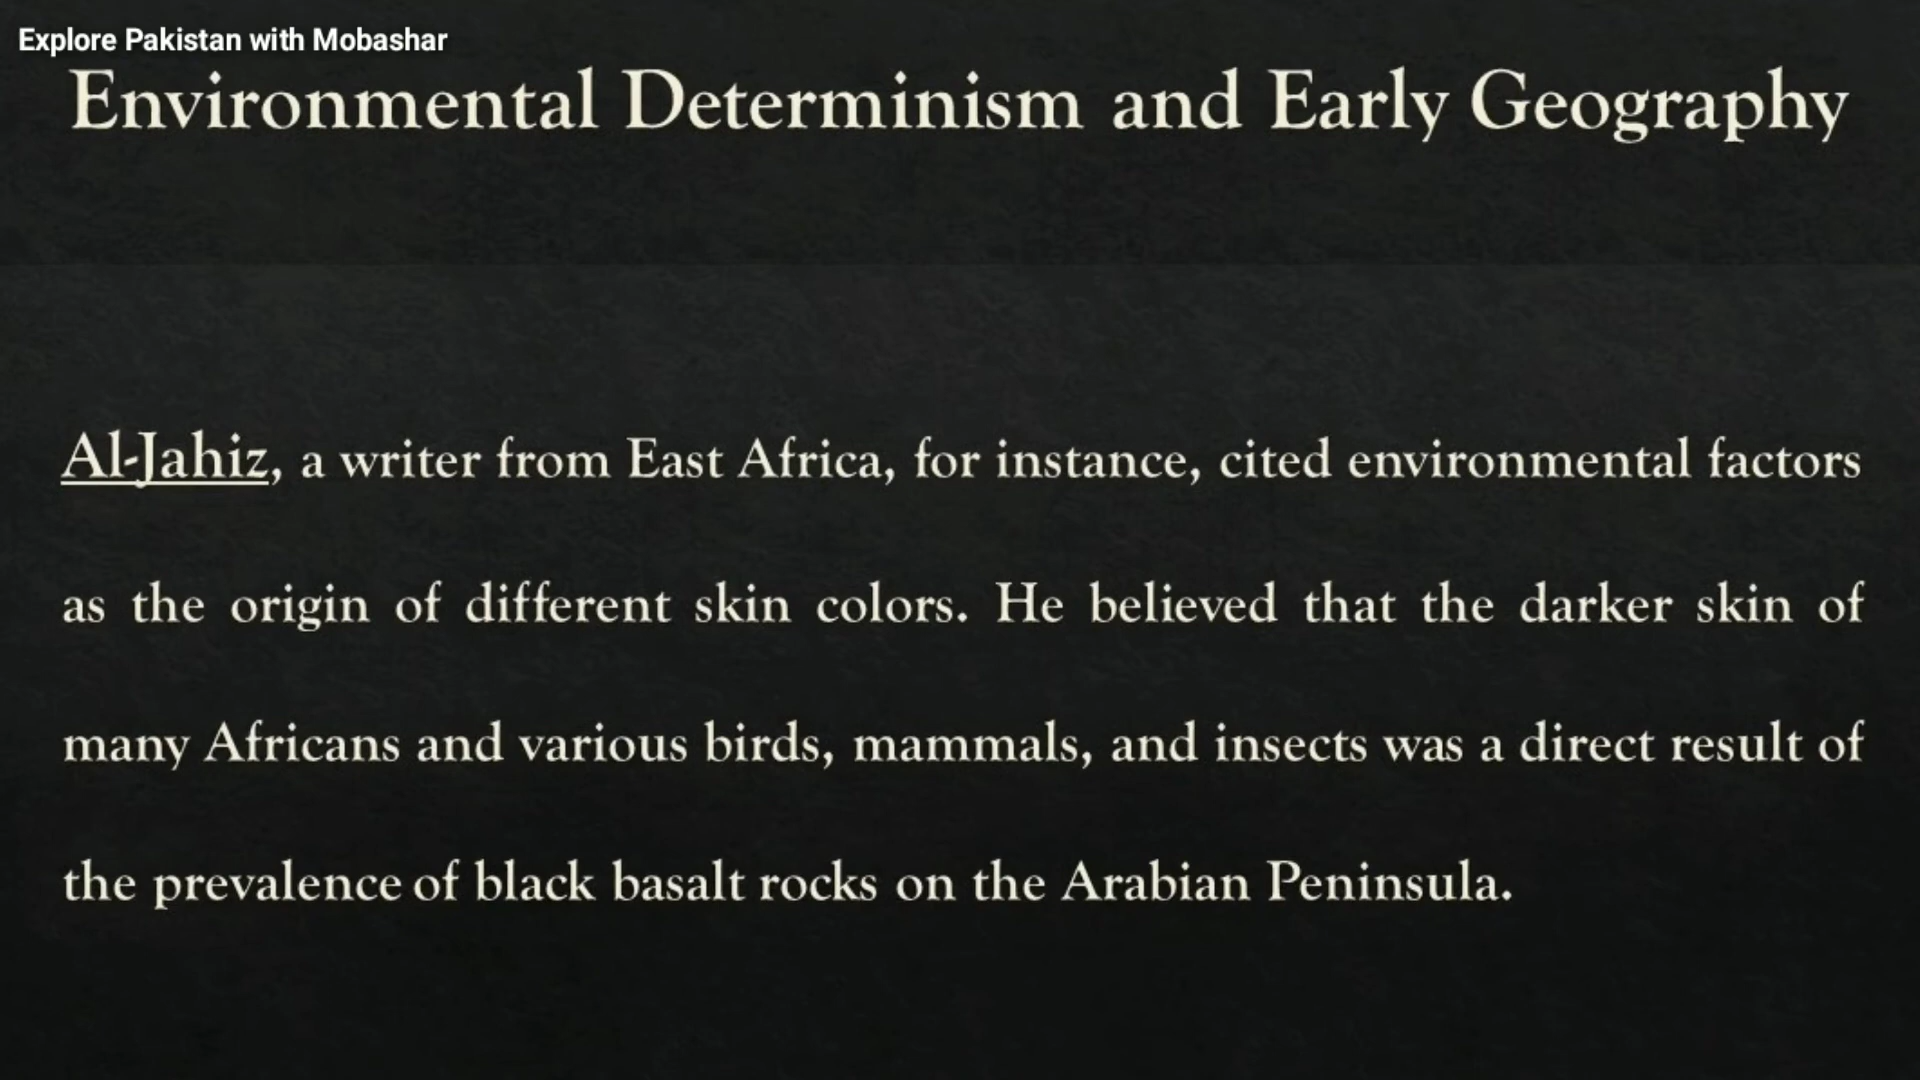 Explore Pakistan with Mobashar
Environmental Determinism and Early Geography
Al-Jahiz, a writer from East Africa, for instance, cited environmental factors
as the origin of different skin colors. He believed that the darker skin of
many Africans and various birds, mammals, and insects was a direct result of
the prevalence of black basalt rocks on the Arabian Peninsula.